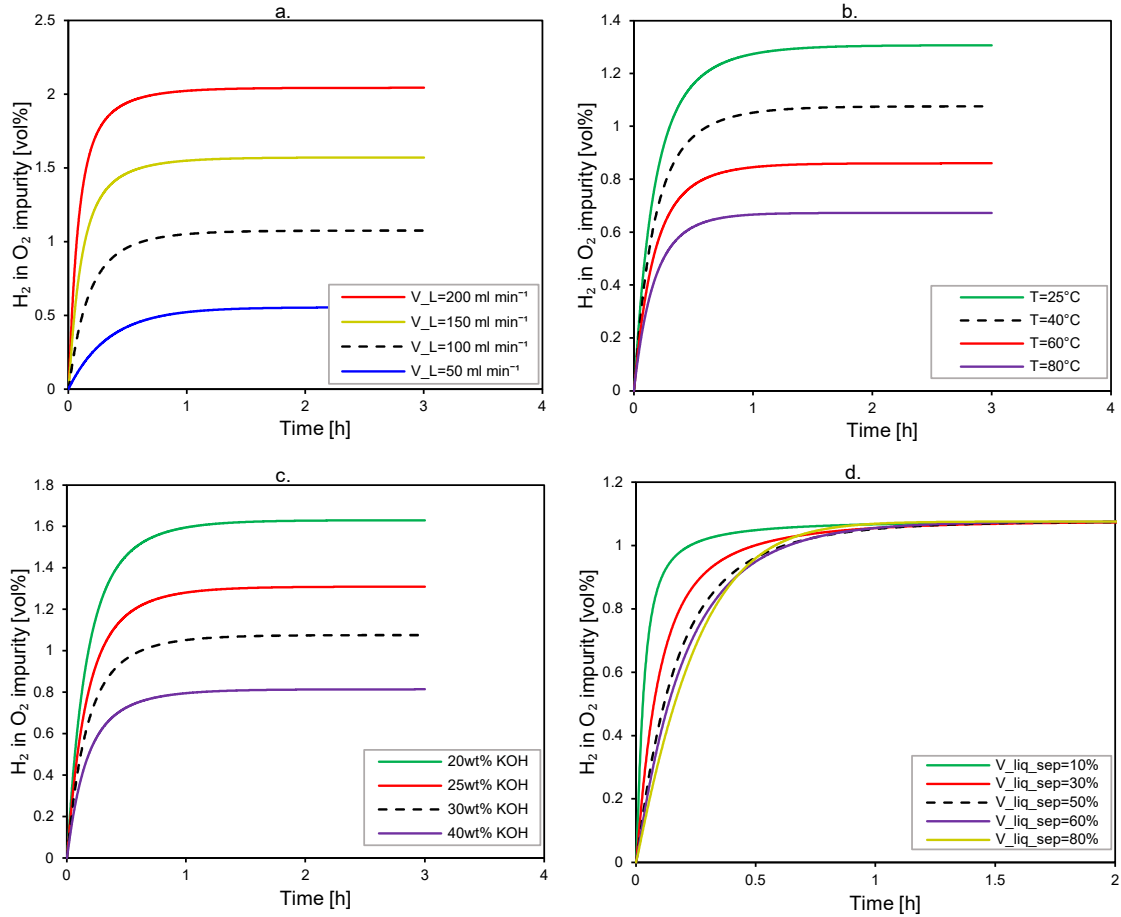 a.
H₂ in O₂ impurity [vol%]
2.5
2
1.5
1
0.5
0
0 1 2 3 4
Time [h]
V_L=200 ml min⁻¹
V_L=150 ml min⁻¹
V_L=100 ml min⁻¹
V_L=50 ml min⁻¹
b.
H₂ in O₂ impurity [vol%]
1.4
1.2
1
0.8
0.6
0.4
0.2
0
0 1 2 3 4
Time [h]
T=25°C
T=40°C
T=60°C
T=80°C
c.
H₂ in O₂ impurity [vol%]
1.8
1.6
1.4
1.2
1
0.8
0.6
0.4
0.2
0
0 1 2 3 4
Time [h]
20wt% KOH
25wt% KOH
30wt% KOH
40wt% KOH
d.
H₂ in O₂ impurity [vol%]
1.2
1
0.8
0.6
0.4
0.2
0
0 0.5 1 1.5 2
Time [h]
V_liq_sep=10%
V_liq_sep=30%
V_liq_sep=50%
V_liq_sep=60%
V_liq_sep=80%